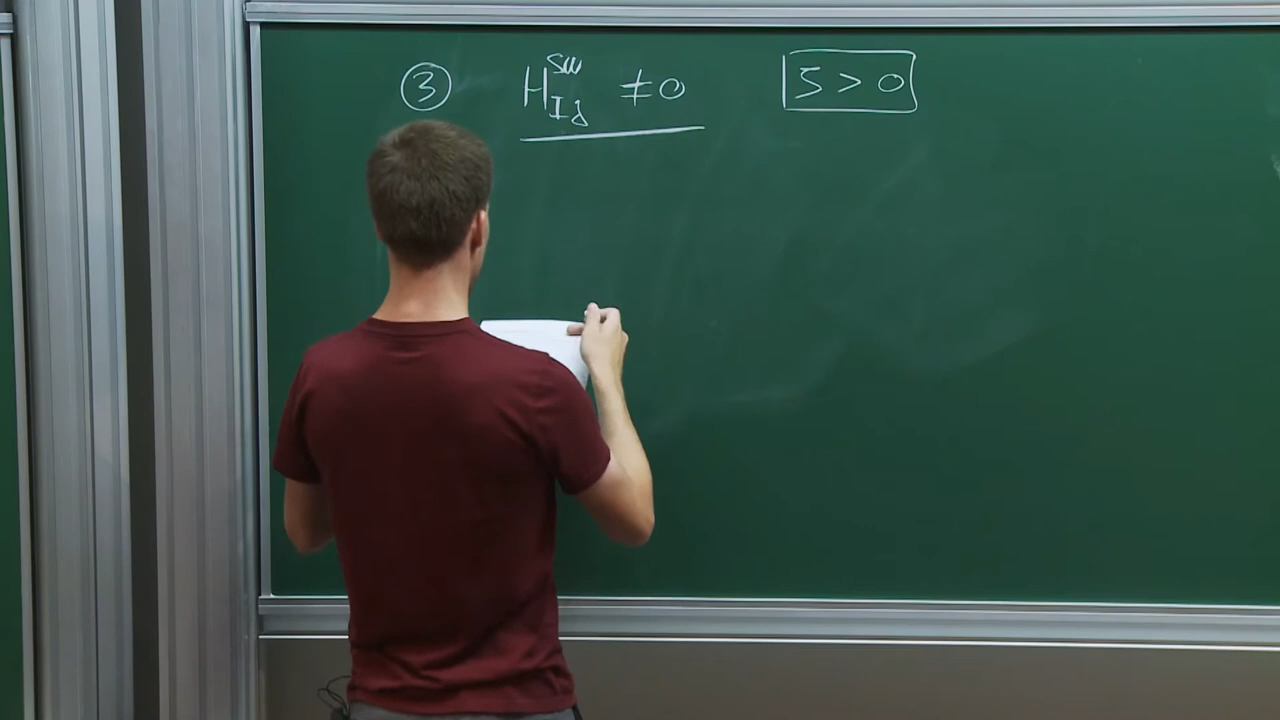 ③ H^{SW}_{Id} ≠ 0 S > 0